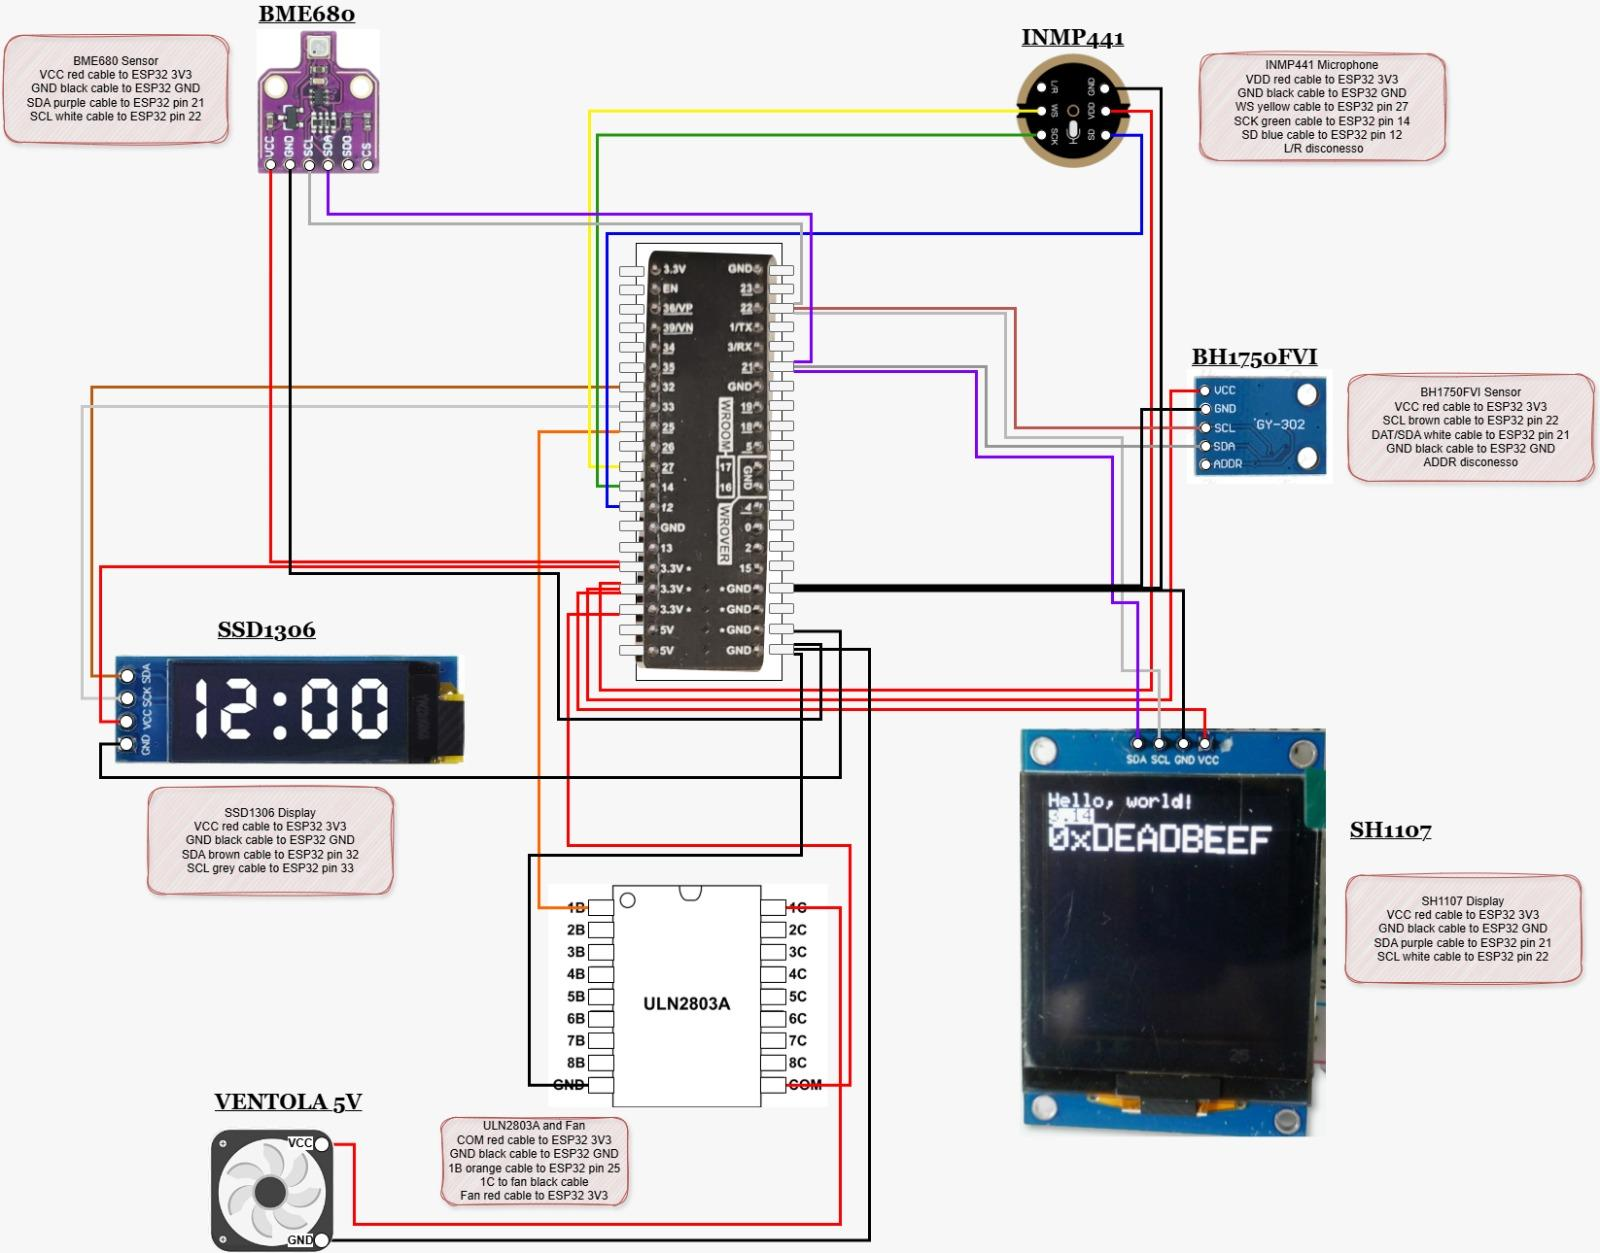 BME680
BME680 Sensor
VCC red cable to ESP32 3V3
GND black cable to ESP32 GND
SDA purple cable to ESP32 pin 21
SCL white cable to ESP32 pin 22
VCC
GND
SCL
SDA
SDO
CS
INMP441
L/R
WS
SCK
GND
VDD
SD
INMP441 Microphone
VDD red cable to ESP32 3V3
GND black cable to ESP32 GND
WS yellow cable to ESP32 pin 27
SCK green cable to ESP32 pin 14
SD blue cable to ESP32 pin 12
L/R disconesso
3.3V
EN
36/VP
39/VN
34
35
32
33
25
26
27
14
12
GND
13
3.3V *
3.3V *
3.3V *
5V
5V
GND
23
22
1/TX
3/RX
21
GND
19
18
5
WROOM
17
16
GND
WROVER
4
0
2
15
* GND
* GND
* GND
GND
BH1750FVI
VCC
GND
SCL
SDA
ADDR
GY-302
BH1750FVI Sensor
VCC red cable to ESP32 3V3
SCL brown cable to ESP32 pin 22
DAT/SDA white cable to ESP32 pin 21
GND black cable to ESP32 GND
ADDR disconesso
SSD1306
SDA
SCK
VCC
GND
12:00
SSD1306 Display
VCC red cable to ESP32 3V3
GND black cable to ESP32 GND
SDA brown cable to ESP32 pin 32
SCL grey cable to ESP32 pin 33
SDA SCL GND VCC
Hello, world!
3.14
0xDEADBEEF
SH1107
SH1107 Display
VCC red cable to ESP32 3V3
GND black cable to ESP32 GND
SDA purple cable to ESP32 pin 21
SCL white cable to ESP32 pin 22
1B
2B
3B
4B
5B
6B
7B
8B
GND
ULN2803A
1C
2C
3C
4C
5C
6C
7C
8C
COM
ULN2803A and Fan
COM red cable to ESP32 3V3
GND black cable to ESP32 GND
1B orange cable to ESP32 pin 25
1C to fan black cable
Fan red cable to ESP32 3V3
VENTOLA 5V
VCC
GND